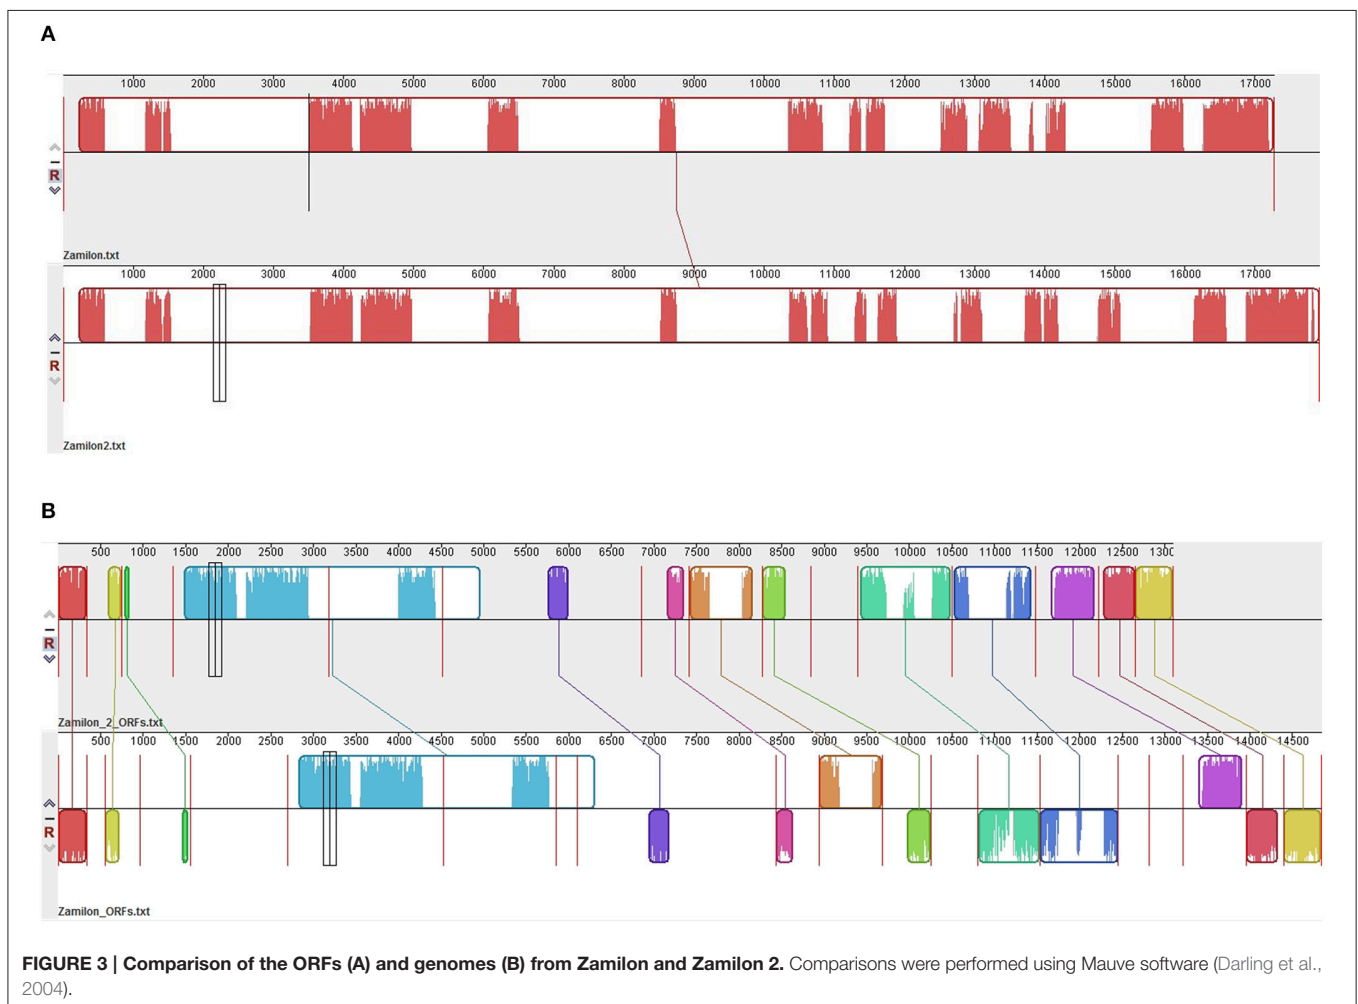 A
1000 2000 3000 4000 5000 6000 7000 8000 9000 10000 11000 12000 13000 14000 15000 16000 17000
R
Zamilon.txt
1000 2000 3000 4000 5000 6000 7000 8000 9000 10000 11000 12000 13000 14000 15000 16000 17000
R
Zamilon2.txt
B
500 1000 1500 2000 2500 3000 3500 4000 4500 5000 5500 6000 6500 7000 7500 8000 8500 9000 9500 10000 10500 11000 11500 12000 12500 1300
R
Zamilon_2_ORFs.txt
500 1000 1500 2000 2500 3000 3500 4000 4500 5000 5500 6000 6500 7000 7500 8000 8500 9000 9500 10000 10500 11000 11500 12000 12500 13000 13500 14000 14500
R
Zamilon_ORFs.txt
FIGURE 3 | Comparison of the ORFs (A) and genomes (B) from Zamilon and Zamilon 2. Comparisons were performed using Mauve software (Darling et al.,
2004).